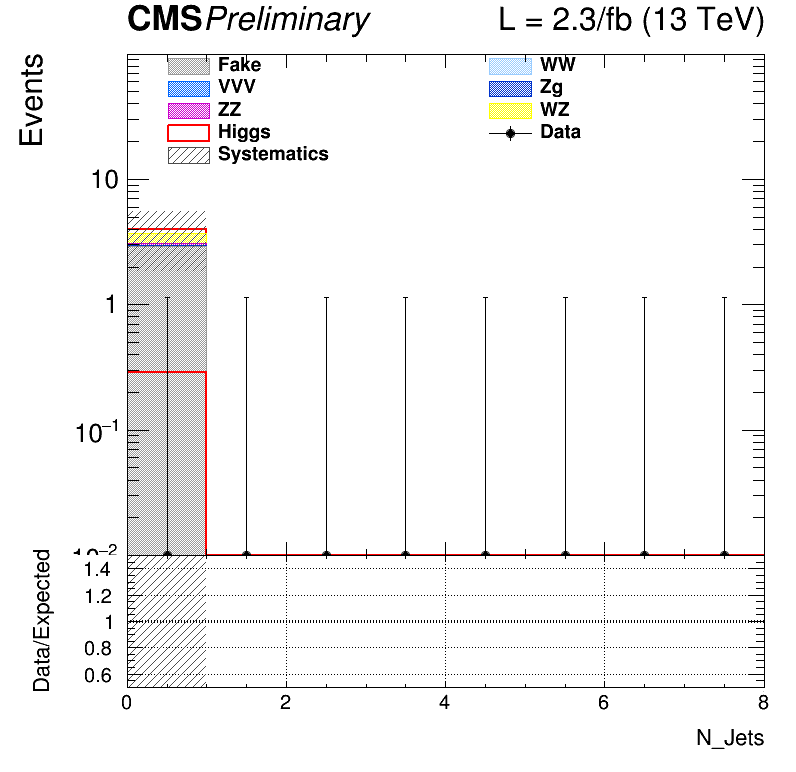 CMS Preliminary L = 2.3/fb (13 TeV)
Events
Fake WW
VVV Zg
ZZ WZ
Higgs Data
Systematics
10
1
10⁻¹
10⁻²
Data/Expected
1.4
1.2
1
0.8
0.6
0 2 4 6 8
N_Jets